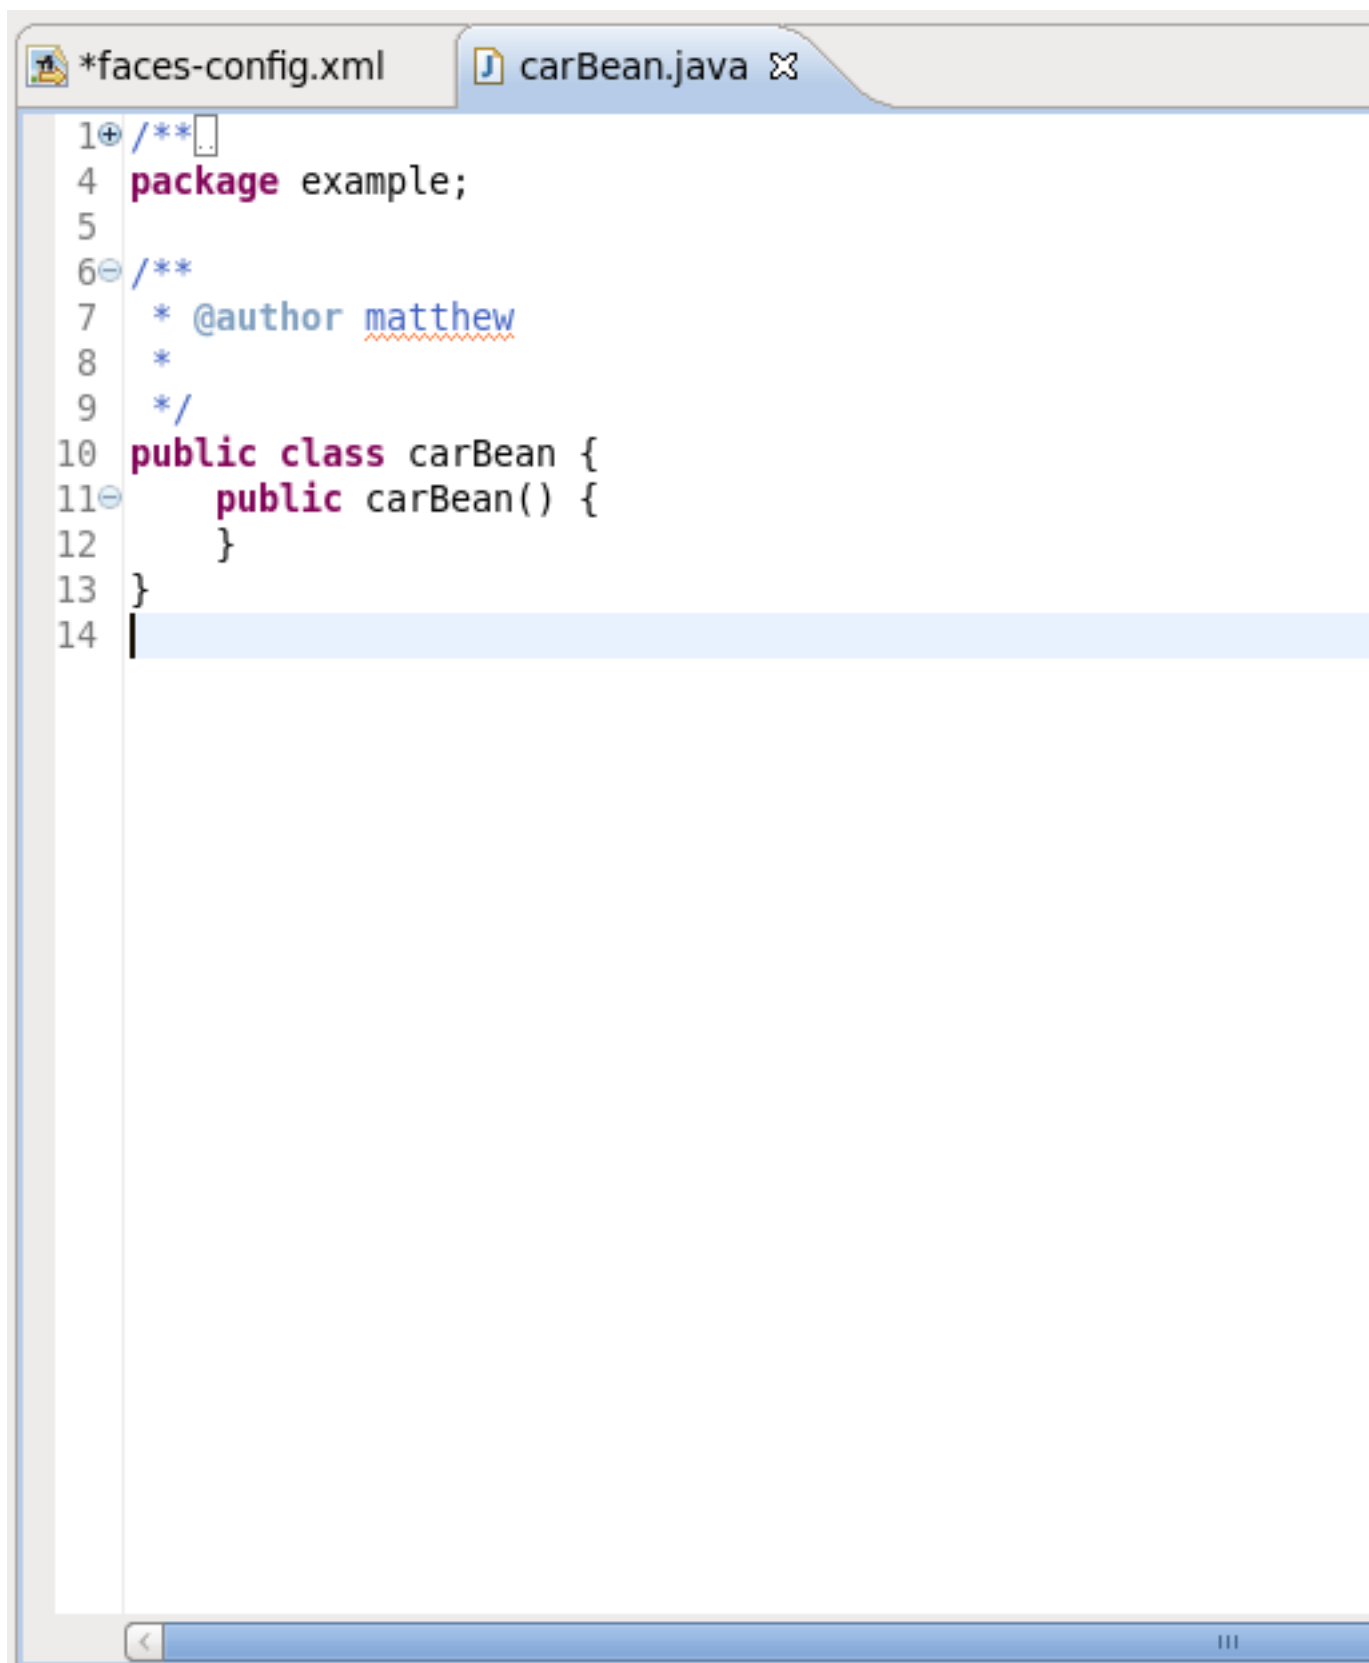 *faces-config.xml carBean.java
1 /**
4 package example;
5
6 /**
7  * @author matthew
8  *
9  */
10 public class carBean {
11     public carBean() {
12     }
13 }
14